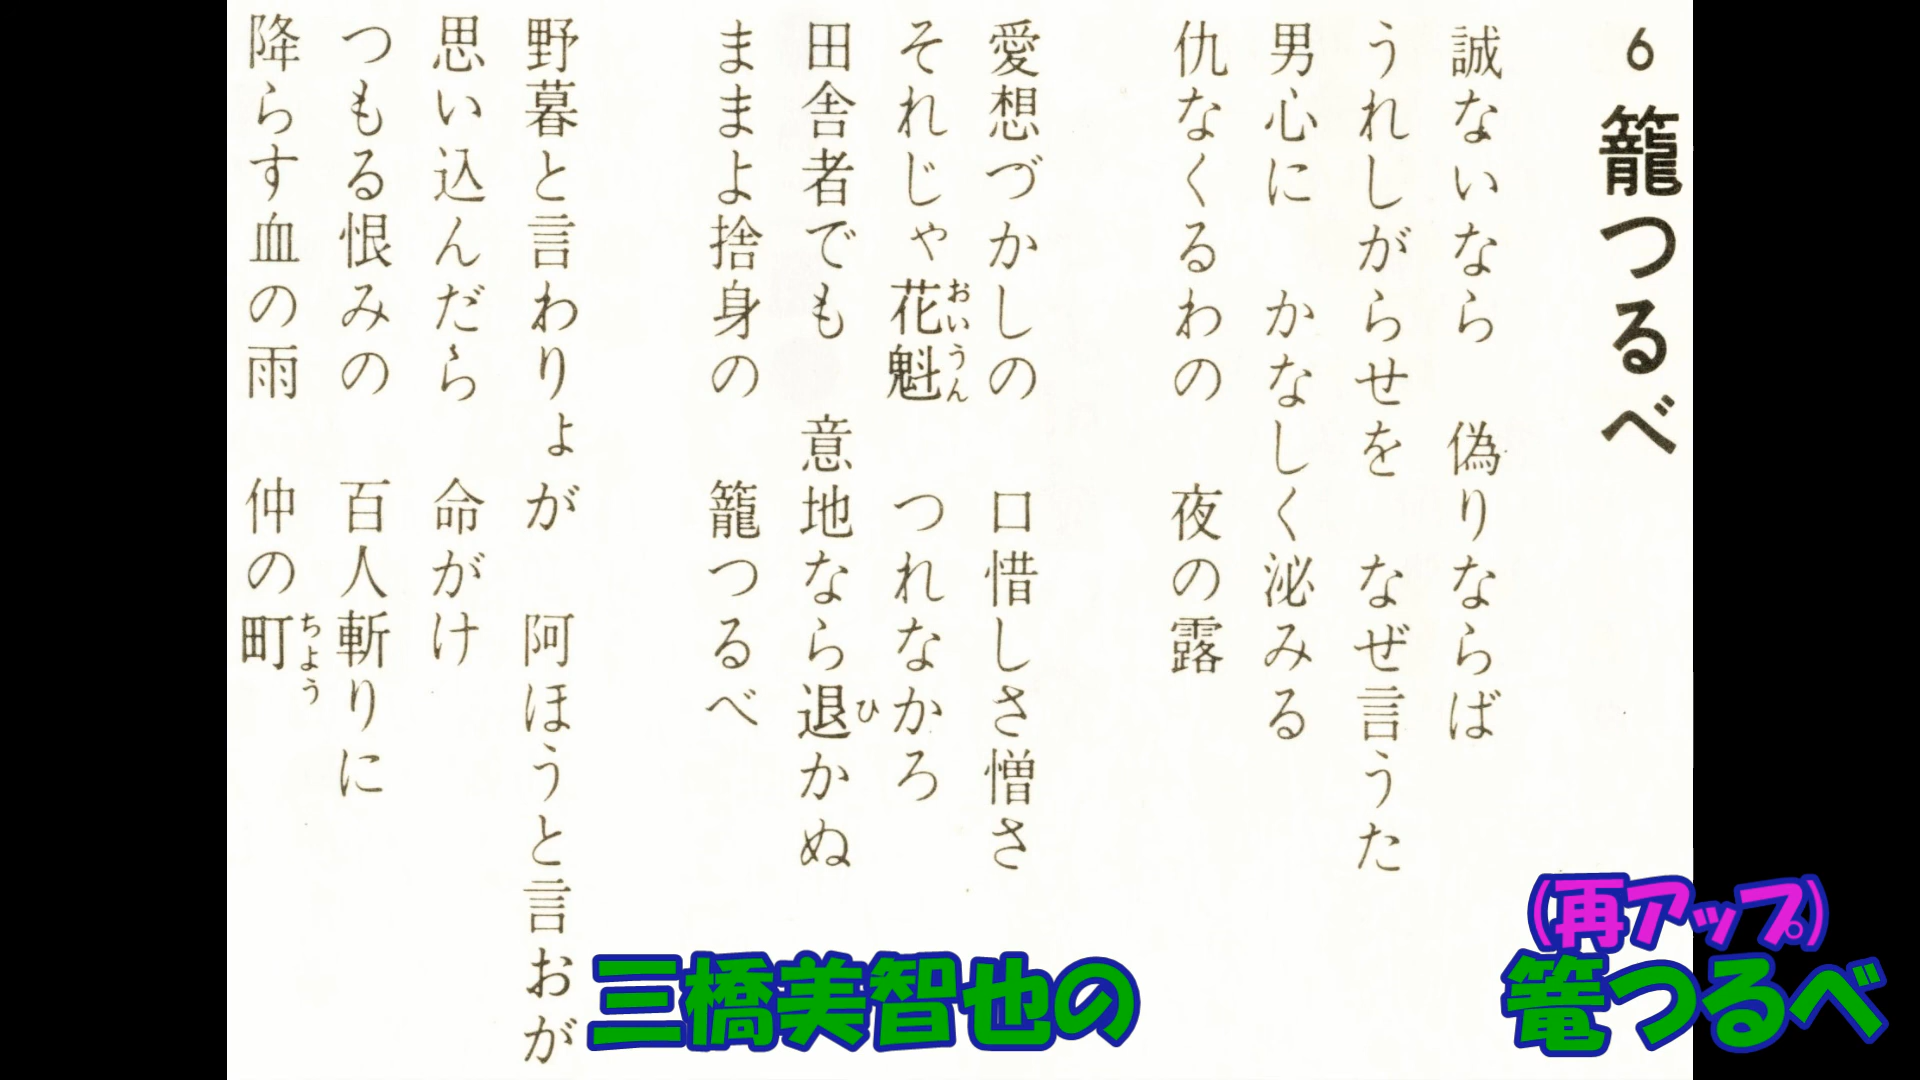 6 籠つるべ
誠ないなら　偽りならば
うれしがらせを　なぜ言うた
男心に　かなしく泌みる
仇なくるわの　夜の露
愛想づかしの　口惜しさ憎さ
それじゃ花魁　つれなかろ
おいうん
田舎者でも　意地なら退かぬ
ひ
ままよ捨身の　籠つるべ
野暮と言わりょが　阿ほうと言おが
思い込んだら　命がけ
つもる恨みの　百人斬りに
降らす血の雨　仲の町
ちょう
三橋美智也の
(再アップ)
篭つるべ